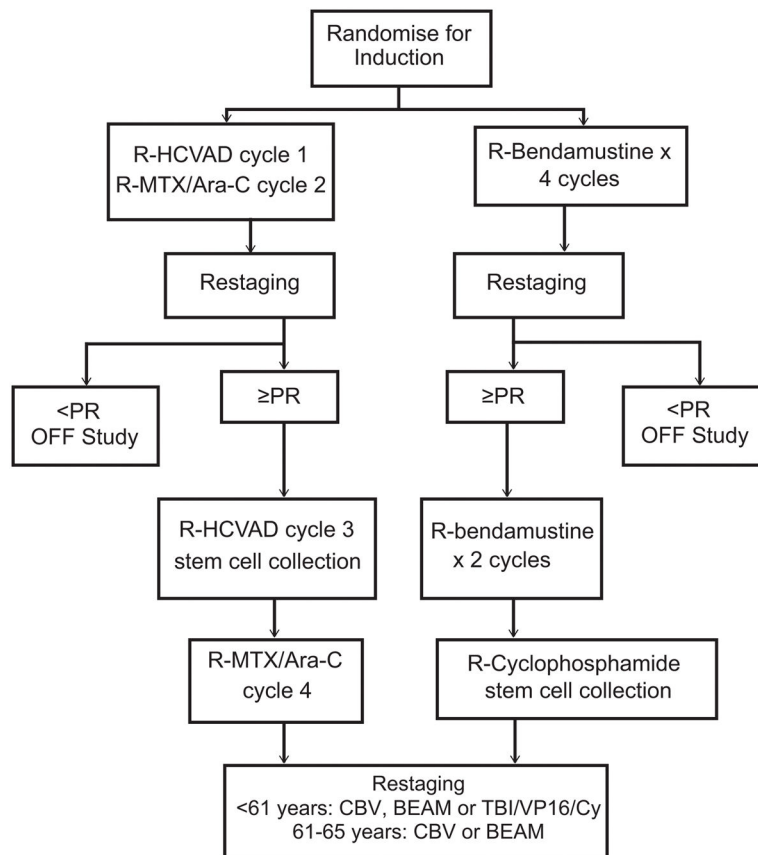 Randomise for
Induction
R-HCVAD cycle 1
R-MTX/Ara-C cycle 2
R-Bendamustine x
4 cycles
Restaging
Restaging
<PR
OFF Study
≥PR
≥PR
<PR
OFF Study
R-HCVAD cycle 3
stem cell collection
R-bendamustine
x 2 cycles
R-MTX/Ara-C
cycle 4
R-Cyclophosphamide
stem cell collection
Restaging
<61 years: CBV, BEAM or TBI/VP16/Cy
61-65 years: CBV or BEAM